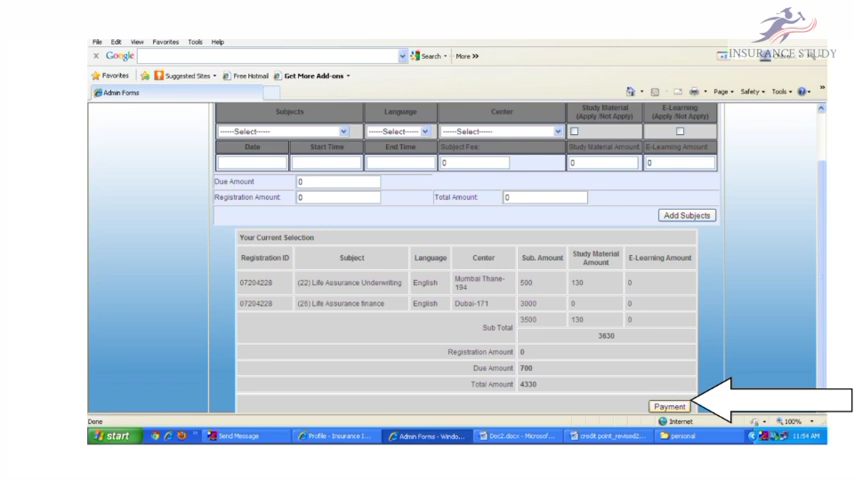 INSURANCE STUDY
File Edit View Favorites Tools Help
X Google Search More »
Favorites Suggested Sites Free Hotmail Get More Add-ons
Admin Forms Page Safety Tools
Subjects Language Center Study Material (Apply /Not Apply) E-Learning (Apply /Not Apply)
------Select------ ------Select------ ------Select------
Date Start Time End Time Subject Fee: Study Material Amount E-Learning Amount
0 0 0
Due Amount 0
Registration Amount: 0 Total Amount: 0
Add Subjects
Your Current Selection
Registration ID Subject Language Center Sub. Amount Study Material Amount E-Learning Amount
07204228 (22) Life Assurance Underwriting English Mumbai Thane-194 500 130 0
07204228 (26) Life Assurance finance English Dubai-171 3000 0 0
Sub Total 3500 130 0
3630
Registration Amount 0
Due Amount 700
Total Amount 4330
Payment
Done Internet 100%
start Send Message Profile - Insurance I... Admin Forms - Windo... Doc2.docx - Microsof... credit point_revised2... personal 11:54 AM